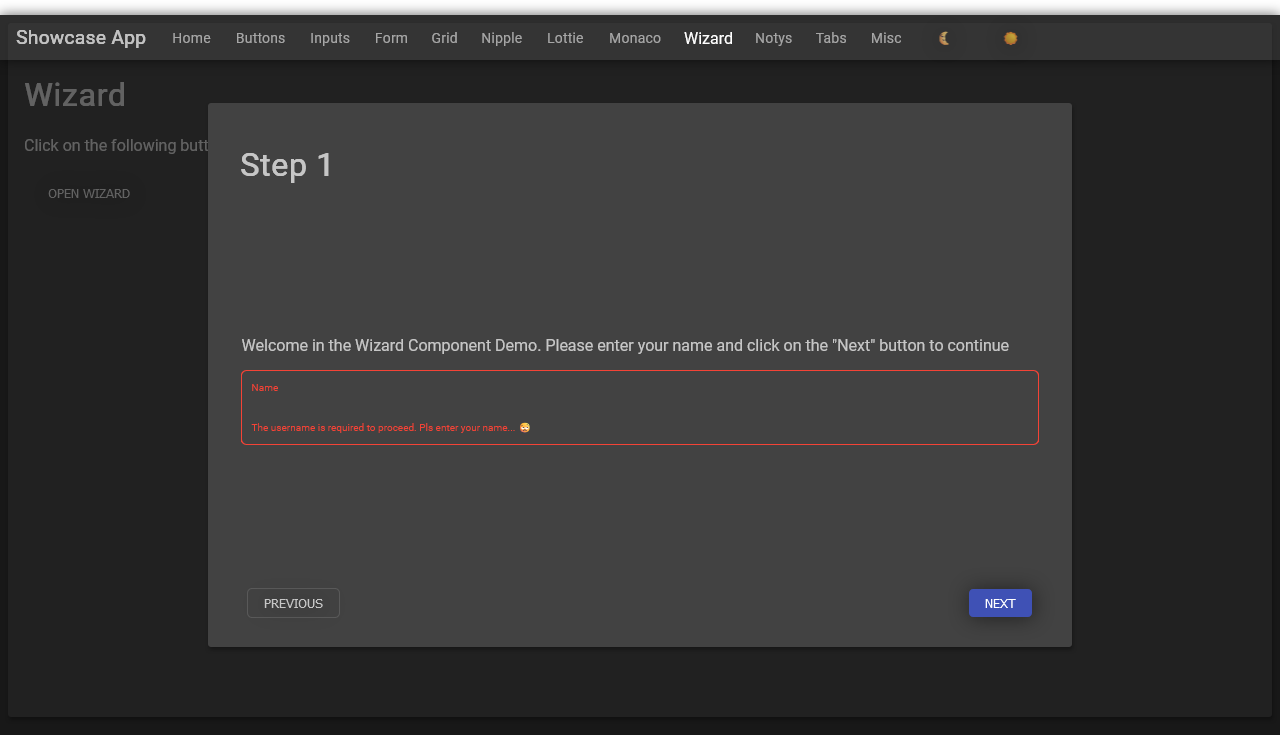 Showcase App Home Buttons Inputs Form Grid Nipple Lottie Monaco Wizard Notys Tabs Misc
Wizard
Click on the following butt
OPEN WIZARD
Step 1
Welcome in the Wizard Component Demo. Please enter your name and click on the "Next" button to continue
Name
The username is required to proceed. Pls enter your name... 😳
PREVIOUS NEXT